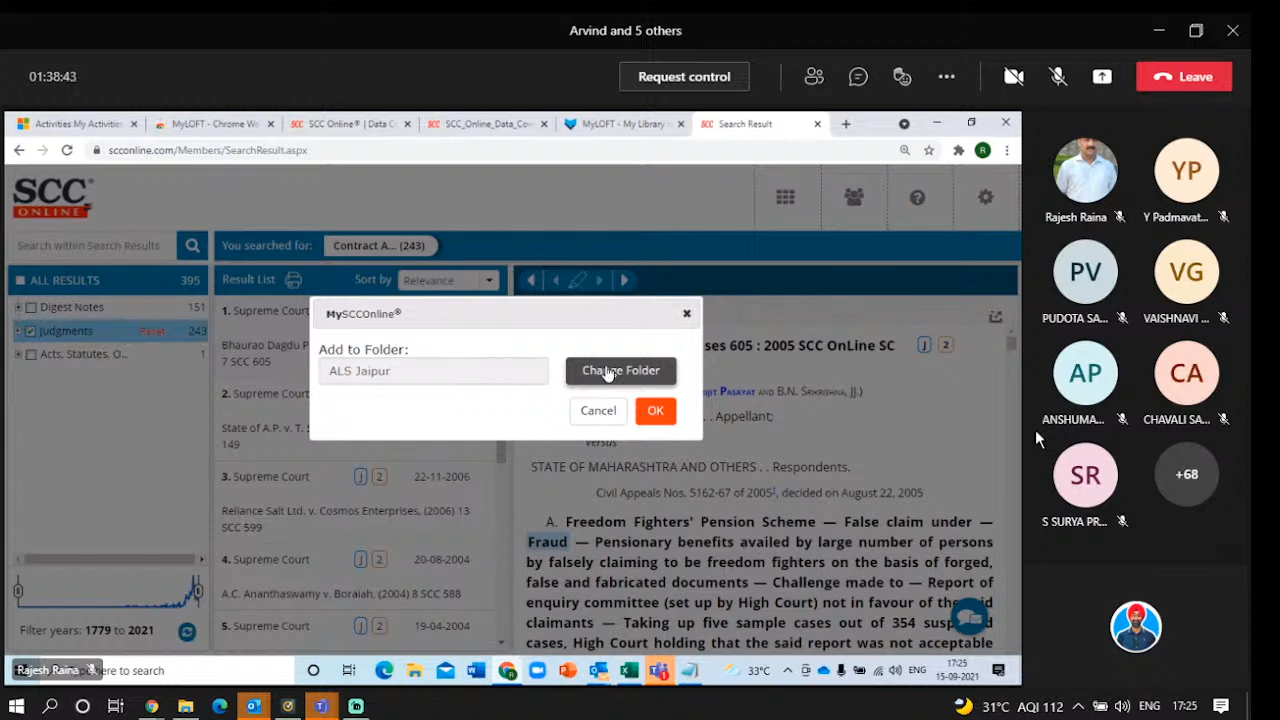 Arvind and 5 others
01:38:43
Request control
Leave
Activities My Activities
MyLOFT - Chrome W
SCC Online® | Data C
SCC_Online_Data_Cov
MyLOFT - My Library
SCC Search Result
scconline.com/Members/SearchResult.aspx
R
SCC®
ONLINE
Search within Search Results
You searched for:
Contract A... (243)
ALL RESULTS 395
Digest Notes 151
Judgments Reset 243
Acts, Statutes, O... 1
Filter years: 1779 to 2021
Result List
Sort by
Relevance
1. Supreme Court
Bhaurao Dagdu P
7 SCC 605
2. Supreme Court
State of A.P. v. T.
149
3. Supreme Court J 2 22-11-2006
Reliance Salt Ltd. v. Cosmos Enterprises, (2006) 13
SCC 599
4. Supreme Court J 2 20-08-2004
A.C. Ananthaswamy v. Boraiah, (2004) 8 SCC 588
5. Supreme Court J 2 19-04-2004
MySCCOnline®
Add to Folder:
ALS Jaipur
Change Folder
Cancel
OK
ses 605 : 2005 SCC OnLine SC J 2
PASAYAT AND B.N. SRIKRISHNA, JJ.)
. . Appellant;
Versus
STATE OF MAHARASHTRA AND OTHERS . . Respondents.
Civil Appeals Nos. 5162-67 of 2005¹, decided on August 22, 2005
A. Freedom Fighters' Pension Scheme — False claim under —
Fraud — Pensionary benefits availed by large number of persons
by falsely claiming to be freedom fighters on the basis of forged,
false and fabricated documents — Challenge made to — Report of
enquiry committee (set up by High Court) not in favour of the said
claimants — Taking up five sample cases out of 354
cases, High Court holding that the said report was not acceptable
Rajesh Raina
YP
Y Padmavat...
PV
PUDOTA SA...
VG
VAISHNAVI ...
AP
ANSHUMA...
CA
CHAVALI SA...
SR
S SURYA PR...
+68
Rajesh Raina
here to search
33°C
ENG
17:25
15-09-2021
31°C AQI 112
ENG
17:25